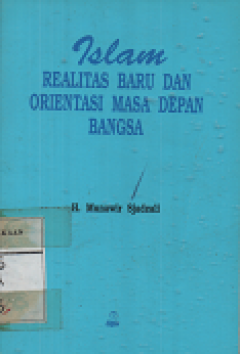 Islam
REALITAS BARU DAN
ORIENTASI MASA DEPAN
BANGSA
H. Munawir Sjadzali